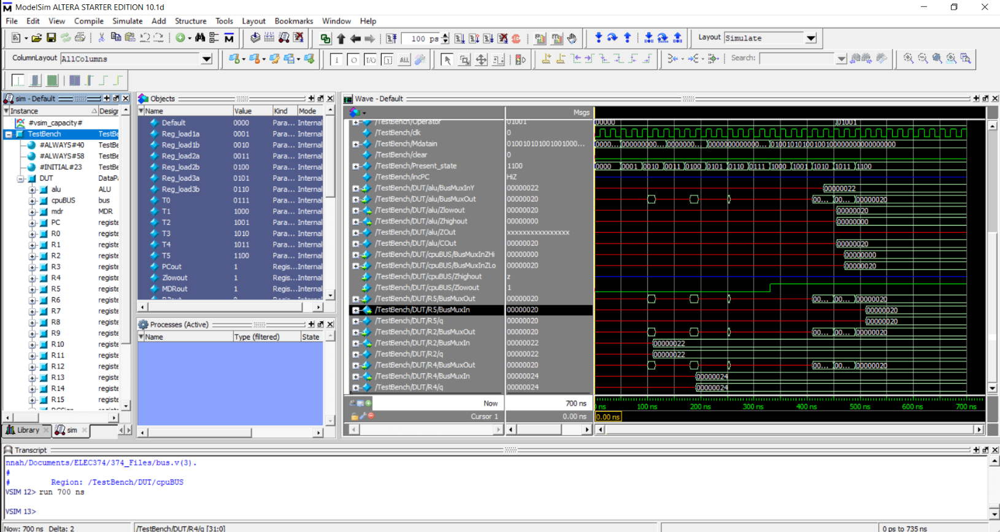 ModelSim ALTERA STARTER EDITION 10.1d
File Edit View Compile Simulate Add Structure Tools Layout Bookmarks Window Help
100 ps
Layout Simulate
ColumnLayout AllColumns
ALL
Search:
sim - Default
Instance Design
#vsim_capacity#
TestBench TestBe
#ALWAYS#40 TestBe
#ALWAYS#58 TestBe
#INITIAL#23 TestBe
DUT DataPa
alu ALU
cpuBUS bus
mdr MDR
PC registe
R0 registe
R1 registe
R2 registe
R3 registe
R4 registe
R5 registe
R6 registe
R7 registe
R8 registe
R9 registe
R10 registe
R11 registe
R12 registe
R13 registe
R14 registe
R15 registe
Library sim
Objects
Name Value Kind Mode
Default 0000 Para... Internal
Reg_load1a 0001 Para... Internal
Reg_load1b 0010 Para... Internal
Reg_load2a 0011 Para... Internal
Reg_load2b 0100 Para... Internal
Reg_load3a 0101 Para... Internal
Reg_load3b 0110 Para... Internal
T0 0111 Para... Internal
T1 1000 Para... Internal
T2 1001 Para... Internal
T3 1010 Para... Internal
T4 1011 Para... Internal
T5 1100 Para... Internal
PCout 1 Regis... Internal
Zlowout 1 Regis... Internal
MDRout 1 Regis... Internal
Processes (Active)
Name Type (filtered) State
Wave - Default
Msgs
/TestBench/Operator 01001 00000 01001
/TestBench/clk 0
/TestBench/Mdatain 010010101001001000... 0000... 000000000... 0000000... 0000000000000... 01001010100100100000000000000000
/TestBench/clear 0
/TestBench/Present_state 1100 0000 0001 0010 0011 0100 0101 0110 0111 1000 1001 1010 1011 1100
/TestBench/incPC HiZ
/TestBench/DUT/alu/BusMuxInY 00000022 00000022
/TestBench/DUT/alu/BusMuxOut 00000020 00... 00... 00000020
/TestBench/DUT/alu/Zlowout 00000020 00000020
/TestBench/DUT/alu/Zhighout 00000000 00000000
/TestBench/DUT/alu/ZOut xxxxxxxxxxxxxxxx
/TestBench/DUT/alu/COut 00000020 00000020
/TestBench/DUT/cpuBUS/BusMuxInZHi 00000000 00000000
/TestBench/DUT/cpuBUS/BusMuxInZLo 00000020 00000020
/TestBench/DUT/cpuBUS/Zhighout z
/TestBench/DUT/cpuBUS/Zlowout 1
/TestBench/DUT/R5/BusMuxOut 00000020 00... 00... 00000020
/TestBench/DUT/R5/BusMuxIn 00000020 00000020
/TestBench/DUT/R5/q 00000020 00000020
/TestBench/DUT/R2/BusMuxOut 00000020 00... 00... 00000020
/TestBench/DUT/R2/BusMuxIn 00000022 00000022
/TestBench/DUT/R2/q 00000022 00000022
/TestBench/DUT/R4/BusMuxOut 00000020 00... 00... 00000020
/TestBench/DUT/R4/BusMuxIn 00000024 00000024
/TestBench/DUT/R4/q 00000024 00000024
Now 700 ns ns 100 ns 200 ns 300 ns 400 ns 500 ns 600 ns 700 ns
Cursor 1 0.00 ns 0.00 ns
Transcript
nnah/Documents/ELEC374/374_Files/bus.v(3).
#
# Region: /TestBench/DUT/cpuBUS
VSIM 12> run 700 ns
VSIM 13>
Now: 700 ns Delta: 2 /TestBench/DUT/R4/q [31:0] 0 ps to 735 ns